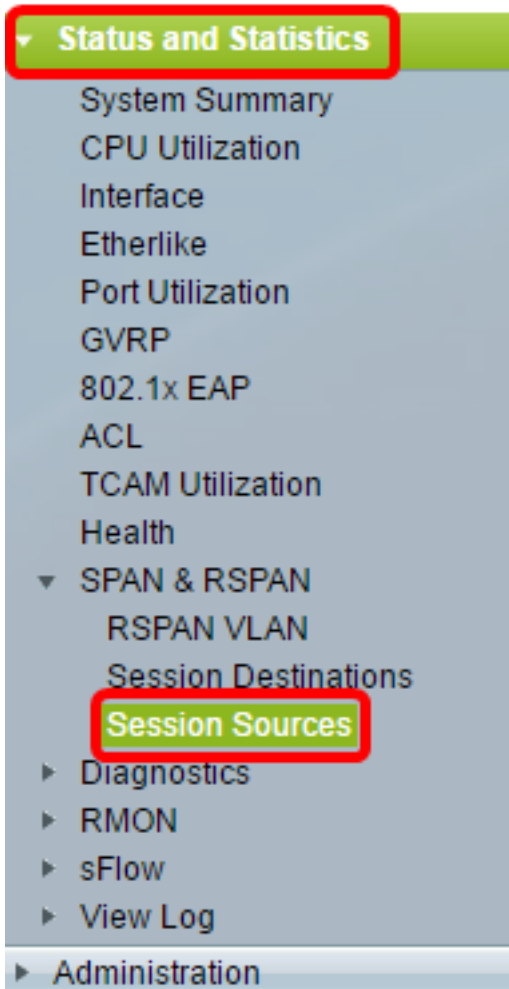 Status and Statistics
System Summary
CPU Utilization
Interface
Etherlike
Port Utilization
GVRP
802.1x EAP
ACL
TCAM Utilization
Health
SPAN & RSPAN
RSPAN VLAN
Session Destinations
Session Sources
Diagnostics
RMON
sFlow
View Log
Administration